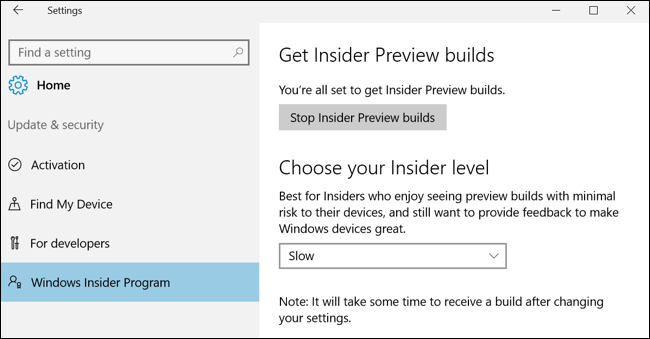 Settings
Find a setting
Home
Update & security
Activation
Find My Device
For developers
Windows Insider Program
Get Insider Preview builds
You're all set to get Insider Preview builds.
Stop Insider Preview builds
Choose your Insider level
Best for Insiders who enjoy seeing preview builds with minimal
risk to their devices, and still want to provide feedback to make
Windows devices great.
Slow
Note: It will take some time to receive a build after changing
your settings.